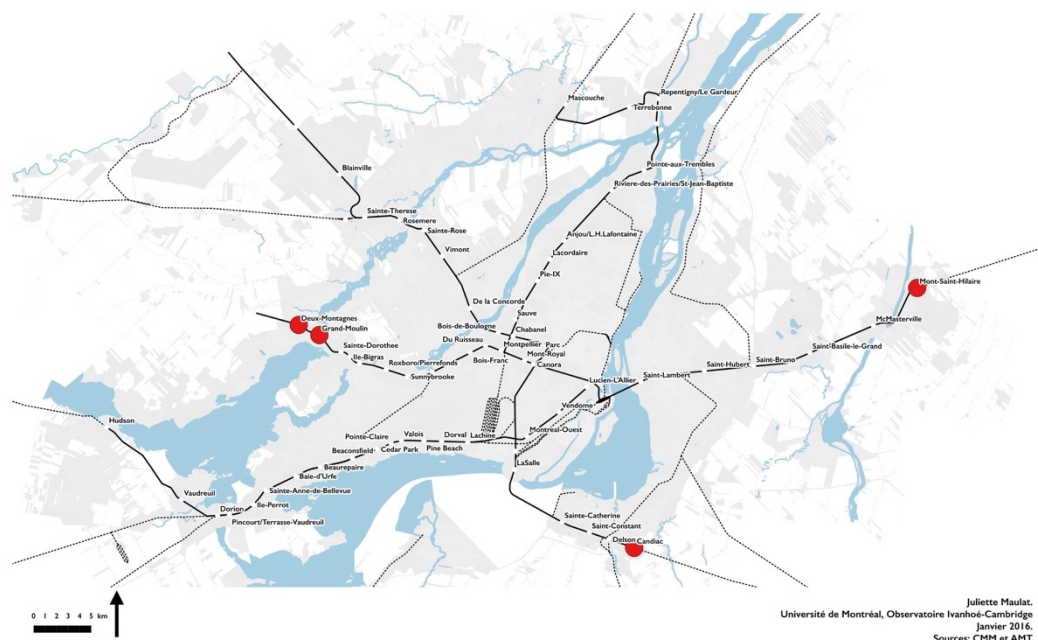 Repentigny/Le Gardeur
Mascouche
Terrebonne
Pointe-aux-Trembles
Blainville
Riviere-des-Prairies/St-Jean-Baptiste
Sainte-Therese
Rosemere
Sainte-Rose
Anjou/L.H.Lafontaine
Vimont
Lacordaire
Pie-IX
Mont-Saint-Hilaire
De la Concorde
Sauve
Deux-Montagnes
McMasterville
Grand-Moulin
Bois-de-Boulogne
Chabanel
Du Ruisseau
Sainte-Dorothee
Montpellier
Parc
Saint-Basile-le-Grand
Ile-Bigras
Mont-Royal
Roxboro/Pierrefonds
Bois-Franc
Canora
Saint-Bruno
Saint-Hubert
Sunnybrooke
Saint-Lambert
Lucien-L'Allier
Vendome
Hudson
Montreal-Ouest
Pointe-Claire
Valois
Dorval
Lachine
Beaconsfield
Cedar Park
Pine Beach
LaSalle
Beaurepaire
Baie-d'Urfe
Sainte-Anne-de-Bellevue
Vaudreuil
Ile-Perrot
Dorion
Pincourt/Terrasse-Vaudreuil
Sainte-Catherine
Saint-Constant
Delson
Candiac
0 1 2 3 4 5 km
Juliette Maulat.
Université de Montréal, Observatoire Ivanhoé-Cambridge
Janvier 2016.
Sources: CMM et AMT